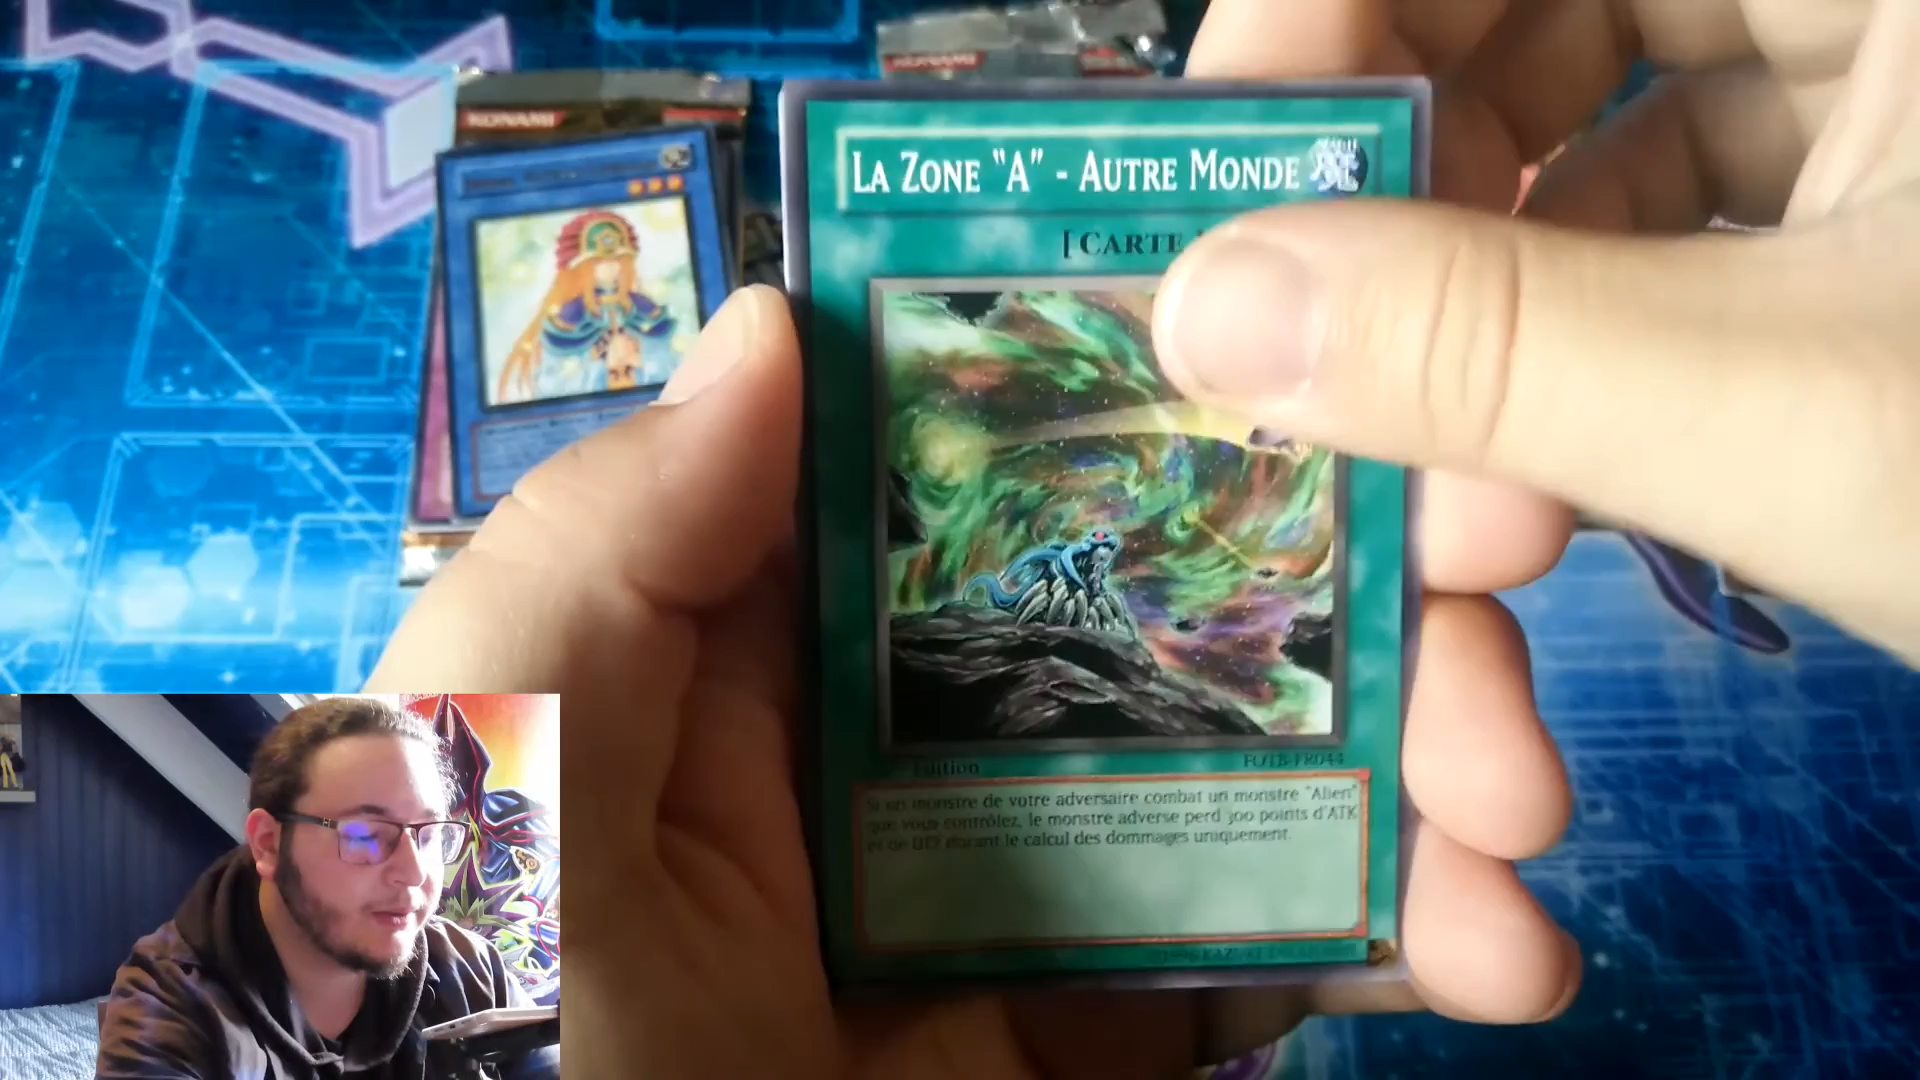 KONAMI
KONAMI
LA ZONE "A" - AUTRE MONDE
[ CARTE
Edition
FOTB-FR044
Si un monstre de votre adversaire combat un monstre "Alien"
que vous contrôlez, le monstre adverse perd 300 points d'ATK
et de DEF durant le calcul des dommages uniquement.